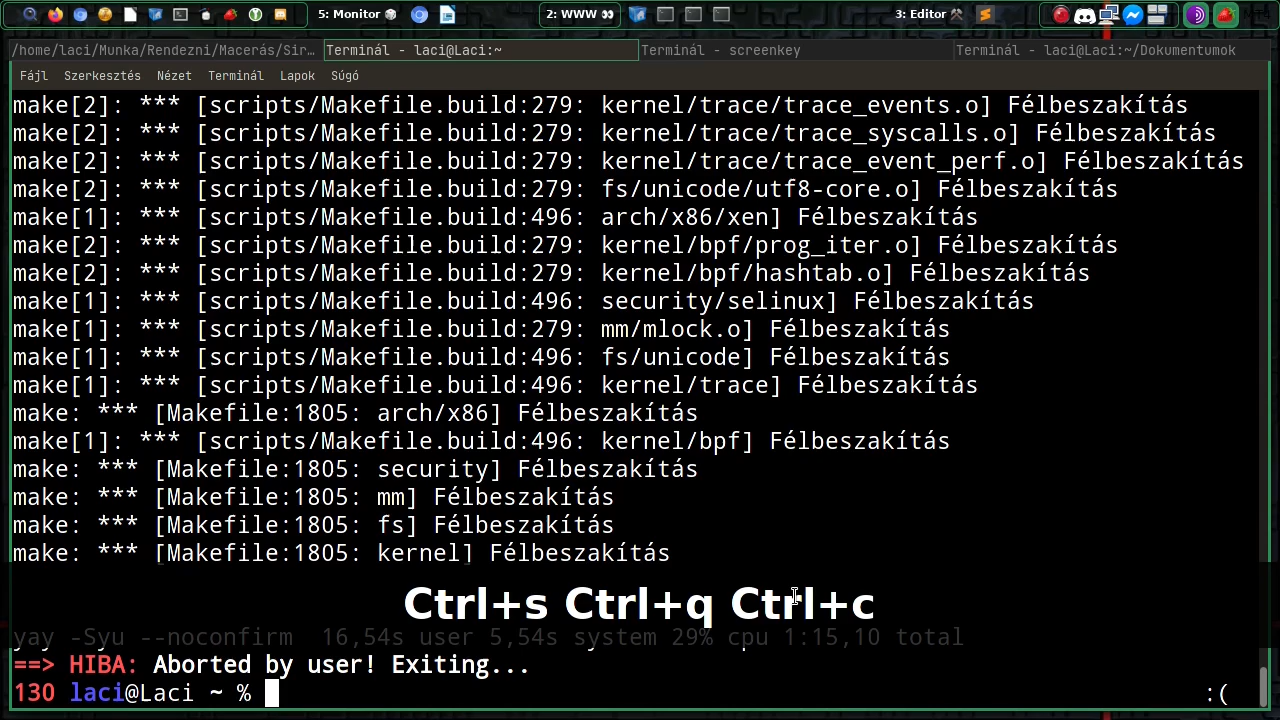 5: Monitor
2: WWW
3: Editor
/home/laci/Munka/Rendezni/Macerás/Sir…
Terminál - laci@Laci:~
Terminál - screenkey
Terminál - laci@Laci:~/Dokumentumok
Fájl Szerkesztés Nézet Terminál Lapok Súgó
make[2]: *** [scripts/Makefile.build:279: kernel/trace/trace_events.o] Félbeszakítás
make[2]: *** [scripts/Makefile.build:279: kernel/trace/trace_syscalls.o] Félbeszakítás
make[2]: *** [scripts/Makefile.build:279: kernel/trace/trace_event_perf.o] Félbeszakítás
make[2]: *** [scripts/Makefile.build:279: fs/unicode/utf8-core.o] Félbeszakítás
make[1]: *** [scripts/Makefile.build:496: arch/x86/xen] Félbeszakítás
make[2]: *** [scripts/Makefile.build:279: kernel/bpf/prog_iter.o] Félbeszakítás
make[2]: *** [scripts/Makefile.build:279: kernel/bpf/hashtab.o] Félbeszakítás
make[1]: *** [scripts/Makefile.build:496: security/selinux] Félbeszakítás
make[1]: *** [scripts/Makefile.build:279: mm/mlock.o] Félbeszakítás
make[1]: *** [scripts/Makefile.build:496: fs/unicode] Félbeszakítás
make[1]: *** [scripts/Makefile.build:496: kernel/trace] Félbeszakítás
make: *** [Makefile:1805: arch/x86] Félbeszakítás
make[1]: *** [scripts/Makefile.build:496: kernel/bpf] Félbeszakítás
make: *** [Makefile:1805: security] Félbeszakítás
make: *** [Makefile:1805: mm] Félbeszakítás
make: *** [Makefile:1805: fs] Félbeszakítás
make: *** [Makefile:1805: kernel] Félbeszakítás
Ctrl+s Ctrl+q Ctrl+c
yay -Syu --noconfirm  16,54s user 5,54s system 29% cpu 1:15,10 total
==> HIBA: Aborted by user! Exiting...
130 laci@Laci ~ % :(